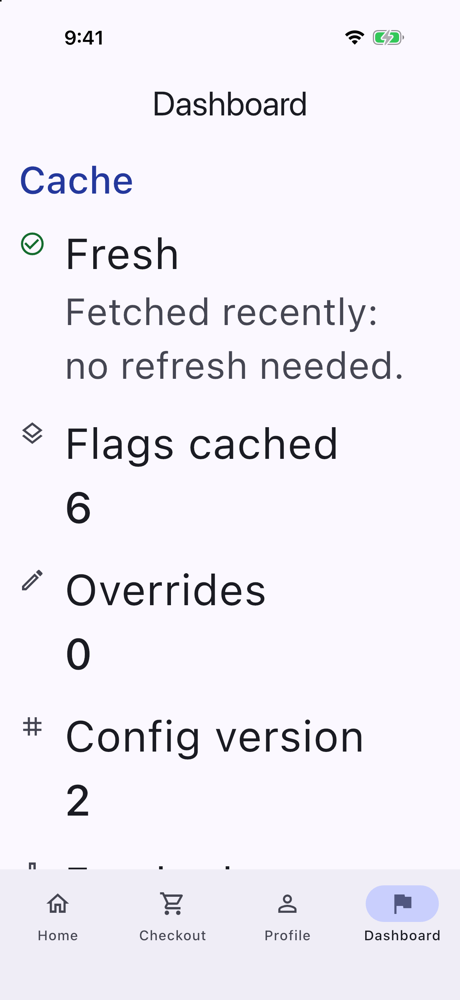 9:41
Dashboard
Cache
Fresh
Fetched recently:
no refresh needed.
Flags cached
6
Overrides
0
Config version
2
Home
Checkout
Profile
Dashboard